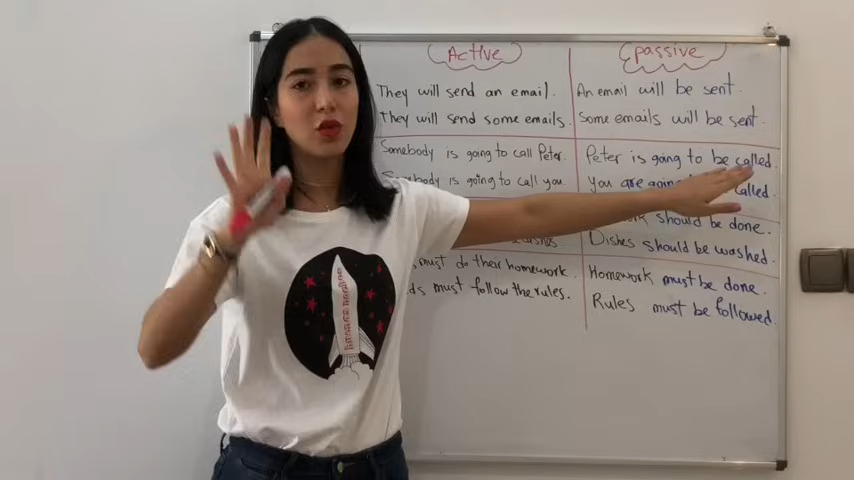 Active
They will send an email.
They will send some emails.
Somebody is going to call Peter.
is going to call you
must do their homework
must follow the rules.
Passive
An email will be sent.
Some emails will be sent.
Peter is going to be called.
you are going called.
should be done.
Dishes should be washed.
Homework must be done.
Rules must be followed.